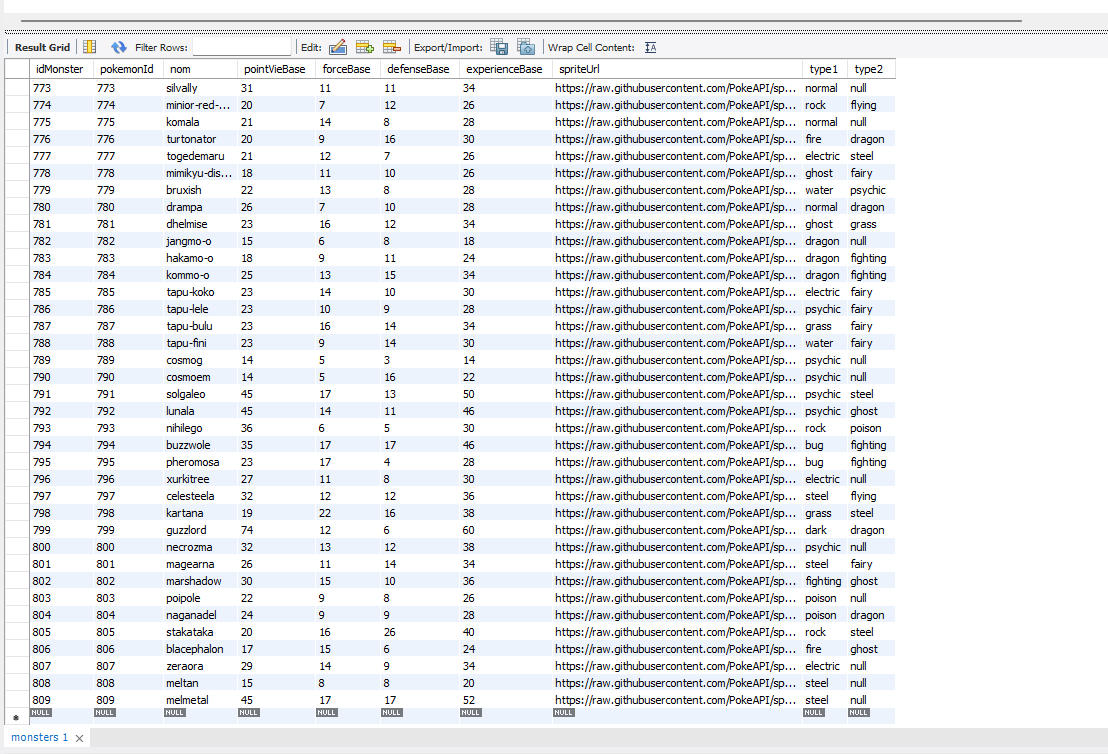 Result Grid Filter Rows: Edit: Export/Import: Wrap Cell Content: IA
idMonster pokemonId nom pointVieBase forceBase defenseBase experienceBase spriteUrl type1 type2
773 773 silvally 31 11 11 34 https://raw.githubusercontent.com/PokeAPI/sp... normal null
774 774 minior-red-... 20 7 12 26 https://raw.githubusercontent.com/PokeAPI/sp... rock flying
775 775 komala 21 14 8 28 https://raw.githubusercontent.com/PokeAPI/sp... normal null
776 776 turtonator 20 9 16 30 https://raw.githubusercontent.com/PokeAPI/sp... fire dragon
777 777 togedemaru 21 12 7 26 https://raw.githubusercontent.com/PokeAPI/sp... electric steel
778 778 mimikyu-dis... 18 11 10 26 https://raw.githubusercontent.com/PokeAPI/sp... ghost fairy
779 779 bruxish 22 13 8 28 https://raw.githubusercontent.com/PokeAPI/sp... water psychic
780 780 drampa 26 7 10 28 https://raw.githubusercontent.com/PokeAPI/sp... normal dragon
781 781 dhelmise 23 16 12 34 https://raw.githubusercontent.com/PokeAPI/sp... ghost grass
782 782 jangmo-o 15 6 8 18 https://raw.githubusercontent.com/PokeAPI/sp... dragon null
783 783 hakamo-o 18 9 11 24 https://raw.githubusercontent.com/PokeAPI/sp... dragon fighting
784 784 kommo-o 25 13 15 34 https://raw.githubusercontent.com/PokeAPI/sp... dragon fighting
785 785 tapu-koko 23 14 10 30 https://raw.githubusercontent.com/PokeAPI/sp... electric fairy
786 786 tapu-lele 23 10 9 28 https://raw.githubusercontent.com/PokeAPI/sp... psychic fairy
787 787 tapu-bulu 23 16 14 34 https://raw.githubusercontent.com/PokeAPI/sp... grass fairy
788 788 tapu-fini 23 9 14 30 https://raw.githubusercontent.com/PokeAPI/sp... water fairy
789 789 cosmog 14 5 3 14 https://raw.githubusercontent.com/PokeAPI/sp... psychic null
790 790 cosmoem 14 5 16 22 https://raw.githubusercontent.com/PokeAPI/sp... psychic null
791 791 solgaleo 45 17 13 50 https://raw.githubusercontent.com/PokeAPI/sp... psychic steel
792 792 lunala 45 14 11 46 https://raw.githubusercontent.com/PokeAPI/sp... psychic ghost
793 793 nihilego 36 6 5 30 https://raw.githubusercontent.com/PokeAPI/sp... rock poison
794 794 buzzwole 35 17 17 46 https://raw.githubusercontent.com/PokeAPI/sp... bug fighting
795 795 pheromosa 23 17 4 28 https://raw.githubusercontent.com/PokeAPI/sp... bug fighting
796 796 xurkitree 27 11 8 30 https://raw.githubusercontent.com/PokeAPI/sp... electric null
797 797 celesteela 32 12 12 36 https://raw.githubusercontent.com/PokeAPI/sp... steel flying
798 798 kartana 19 22 16 38 https://raw.githubusercontent.com/PokeAPI/sp... grass steel
799 799 guzzlord 74 12 6 60 https://raw.githubusercontent.com/PokeAPI/sp... dark dragon
800 800 necrozma 32 13 12 38 https://raw.githubusercontent.com/PokeAPI/sp... psychic null
801 801 magearna 26 11 14 34 https://raw.githubusercontent.com/PokeAPI/sp... steel fairy
802 802 marshadow 30 15 10 36 https://raw.githubusercontent.com/PokeAPI/sp... fighting ghost
803 803 poipole 22 9 8 26 https://raw.githubusercontent.com/PokeAPI/sp... poison null
804 804 naganadel 24 9 9 28 https://raw.githubusercontent.com/PokeAPI/sp... poison dragon
805 805 stakataka 20 16 26 40 https://raw.githubusercontent.com/PokeAPI/sp... rock steel
806 806 blacephalon 17 15 6 24 https://raw.githubusercontent.com/PokeAPI/sp... fire ghost
807 807 zeraora 29 14 9 34 https://raw.githubusercontent.com/PokeAPI/sp... electric null
808 808 meltan 15 8 8 20 https://raw.githubusercontent.com/PokeAPI/sp... steel null
809 809 melmetal 45 17 17 52 https://raw.githubusercontent.com/PokeAPI/sp... steel null
NULL NULL NULL NULL NULL NULL NULL NULL NULL NULL
monsters 1